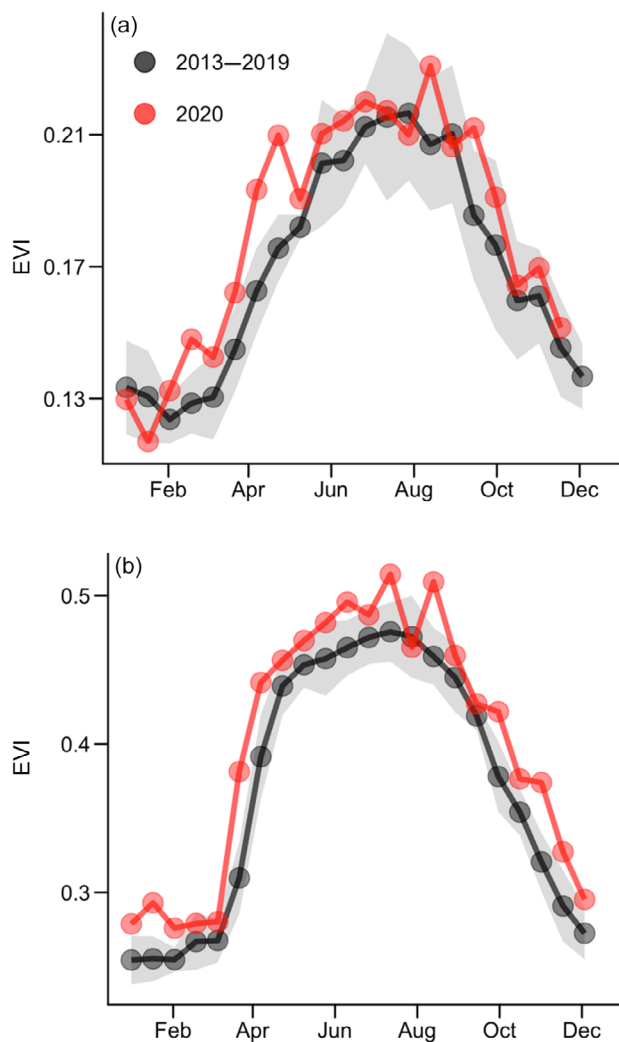 (a)
2013—2019
2020
0.21
0.17
0.13
EVI
Feb Apr Jun Aug Oct Dec
(b)
0.5
0.4
0.3
EVI
Feb Apr Jun Aug Oct Dec